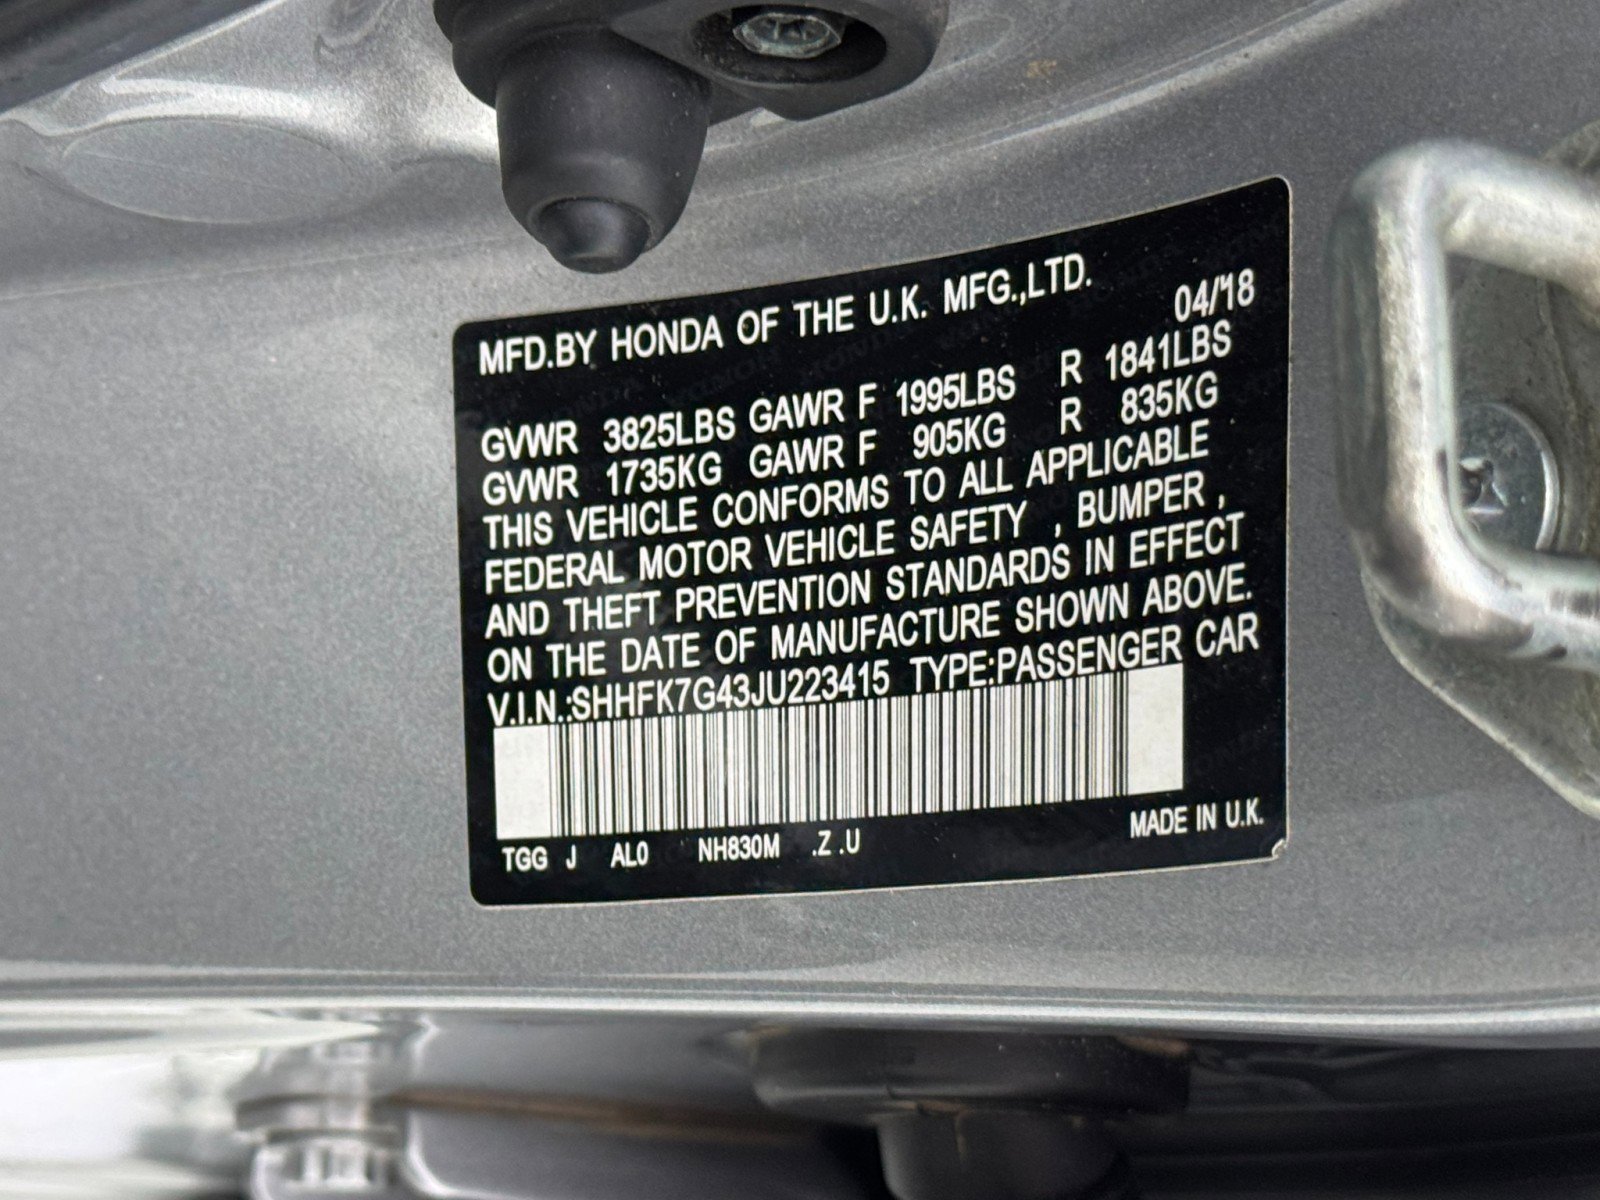 MFD.BY HONDA OF THE U.K. MFG.,LTD.
04/18
GVWR 3825LBS GAWR F 1995LBS R 1841LBS
GVWR 1735KG GAWR F 905KG R 835KG
THIS VEHICLE CONFORMS TO ALL APPLICABLE
FEDERAL MOTOR VEHICLE SAFETY , BUMPER ,
AND THEFT PREVENTION STANDARDS IN EFFECT
ON THE DATE OF MANUFACTURE SHOWN ABOVE.
V.I.N.:SHHFK7G43JU223415 TYPE:PASSENGER CAR
TGG J AL0 NH830M .Z .U MADE IN U.K.